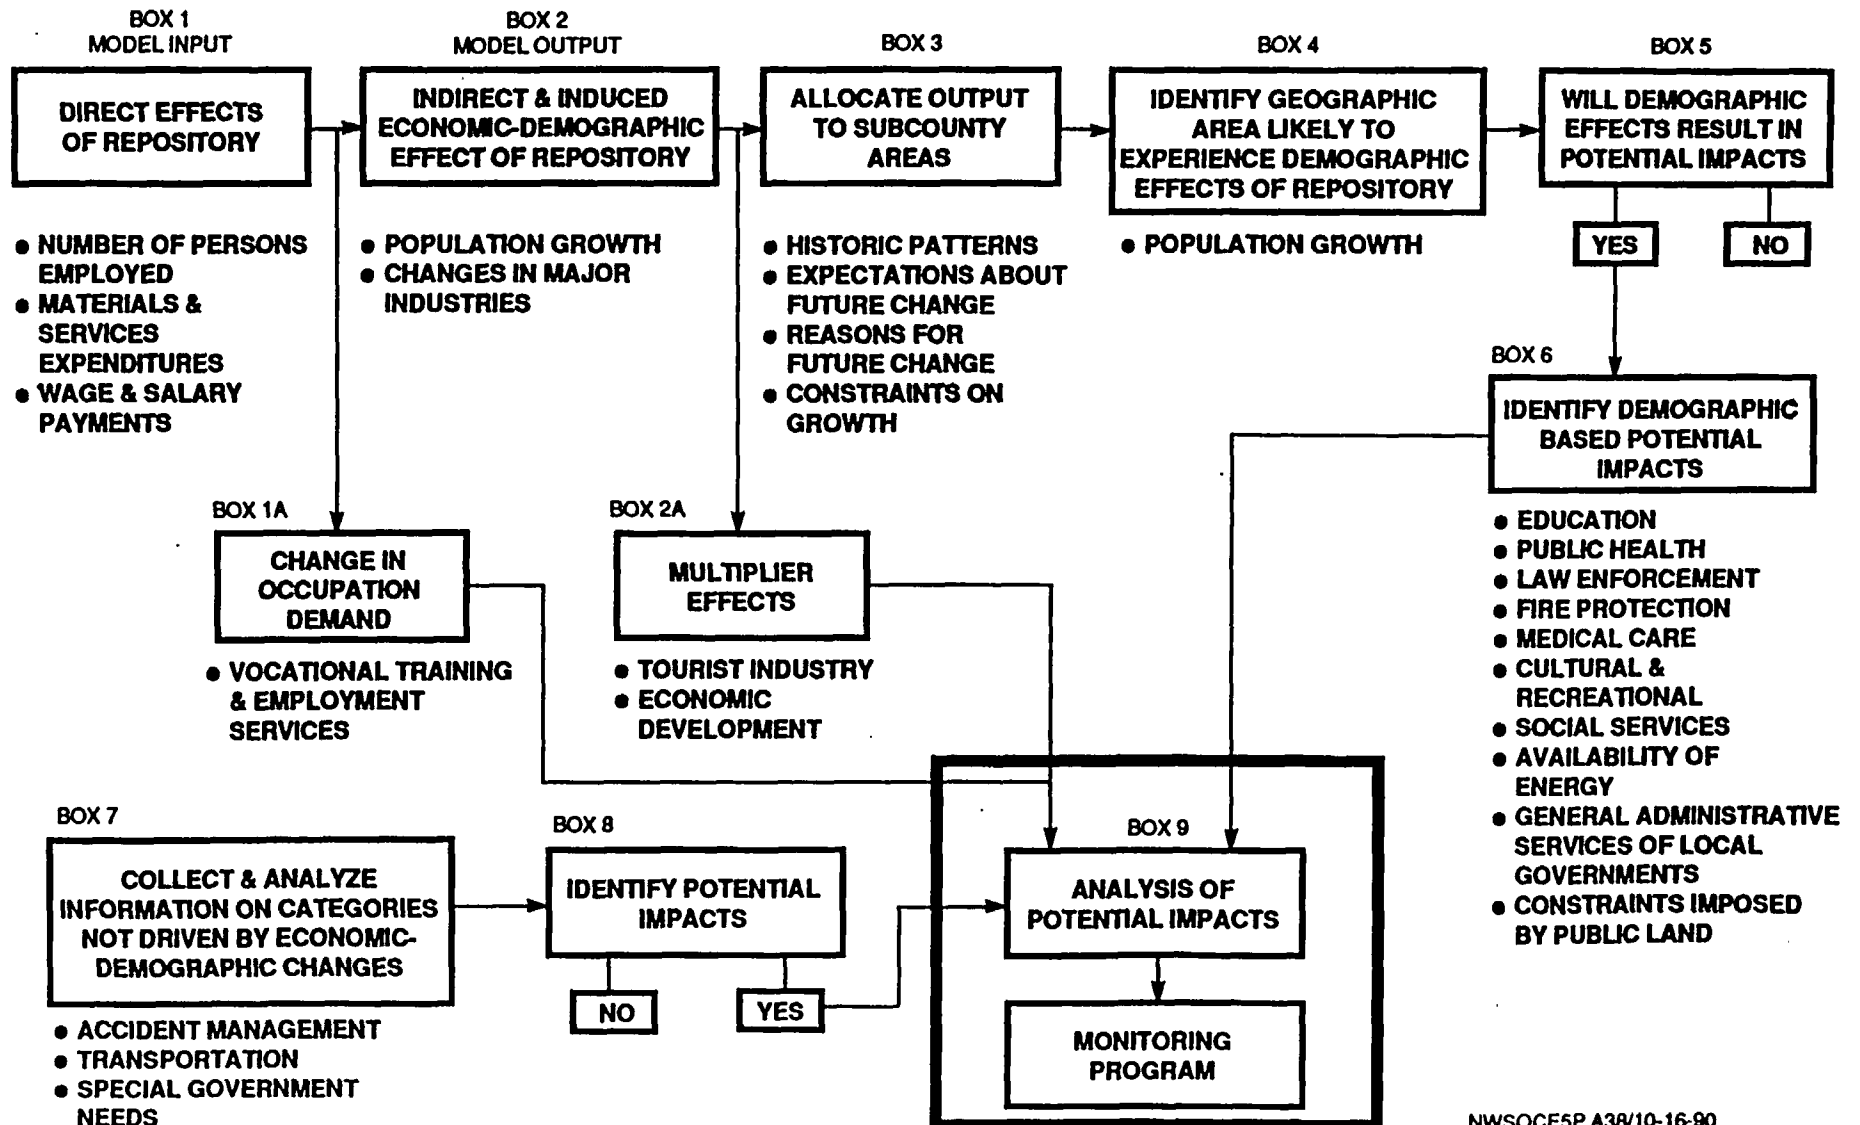 BOX 1
MODEL INPUT
DIRECT EFFECTS
OF REPOSITORY
● NUMBER OF PERSONS
EMPLOYED
● MATERIALS &
SERVICES
EXPENDITURES
● WAGE & SALARY
PAYMENTS
BOX 2
MODEL OUTPUT
INDIRECT & INDUCED
ECONOMIC-DEMOGRAPHIC
EFFECT OF REPOSITORY
● POPULATION GROWTH
● CHANGES IN MAJOR
INDUSTRIES
BOX 3
ALLOCATE OUTPUT
TO SUBCOUNTY
AREAS
● HISTORIC PATTERNS
● EXPECTATIONS ABOUT
FUTURE CHANGE
● REASONS FOR
FUTURE CHANGE
● CONSTRAINTS ON
GROWTH
BOX 4
IDENTIFY GEOGRAPHIC
AREA LIKELY TO
EXPERIENCE DEMOGRAPHIC
EFFECTS OF REPOSITORY
● POPULATION GROWTH
BOX 5
WILL DEMOGRAPHIC
EFFECTS RESULT IN
POTENTIAL IMPACTS
YES
NO
BOX 6
IDENTIFY DEMOGRAPHIC
BASED POTENTIAL
IMPACTS
● EDUCATION
● PUBLIC HEALTH
● LAW ENFORCEMENT
● FIRE PROTECTION
● MEDICAL CARE
● CULTURAL &
RECREATIONAL
● SOCIAL SERVICES
● AVAILABILITY OF
ENERGY
● GENERAL ADMINISTRATIVE
SERVICES OF LOCAL
GOVERNMENTS
● CONSTRAINTS IMPOSED
BY PUBLIC LAND
BOX 1A
CHANGE IN
OCCUPATION
DEMAND
● VOCATIONAL TRAINING
& EMPLOYMENT
SERVICES
BOX 2A
MULTIPLIER
EFFECTS
● TOURIST INDUSTRY
● ECONOMIC
DEVELOPMENT
BOX 7
COLLECT & ANALYZE
INFORMATION ON CATEGORIES
NOT DRIVEN BY ECONOMIC-
DEMOGRAPHIC CHANGES
● ACCIDENT MANAGEMENT
● TRANSPORTATION
● SPECIAL GOVERNMENT
NEEDS
BOX 8
IDENTIFY POTENTIAL
IMPACTS
NO
YES
BOX 9
ANALYSIS OF
POTENTIAL IMPACTS
MONITORING
PROGRAM
NWSOCE5P.A38/10-16-90